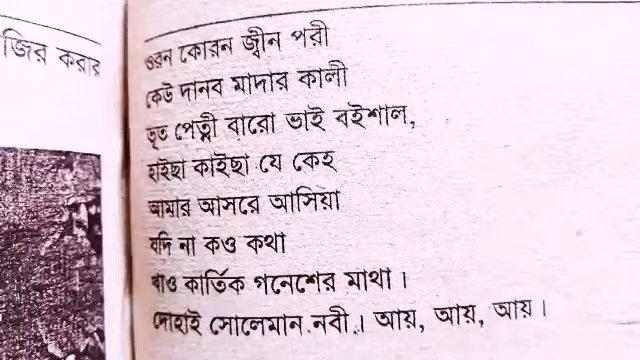 জির করার
ওরন কোরন জ্বীন পরী
কেউ দানব মাদার কালী
ভূত পেত্নী বারো ভাই বইশাল,
হাইছা কাইছা যে কেহ
আমার আসরে আসিয়া
যদি না কও কথা
খাও কার্তিক গনেশের মাথা।
দোহাই সোলেমান নবী। আয়, আয়, আয়।